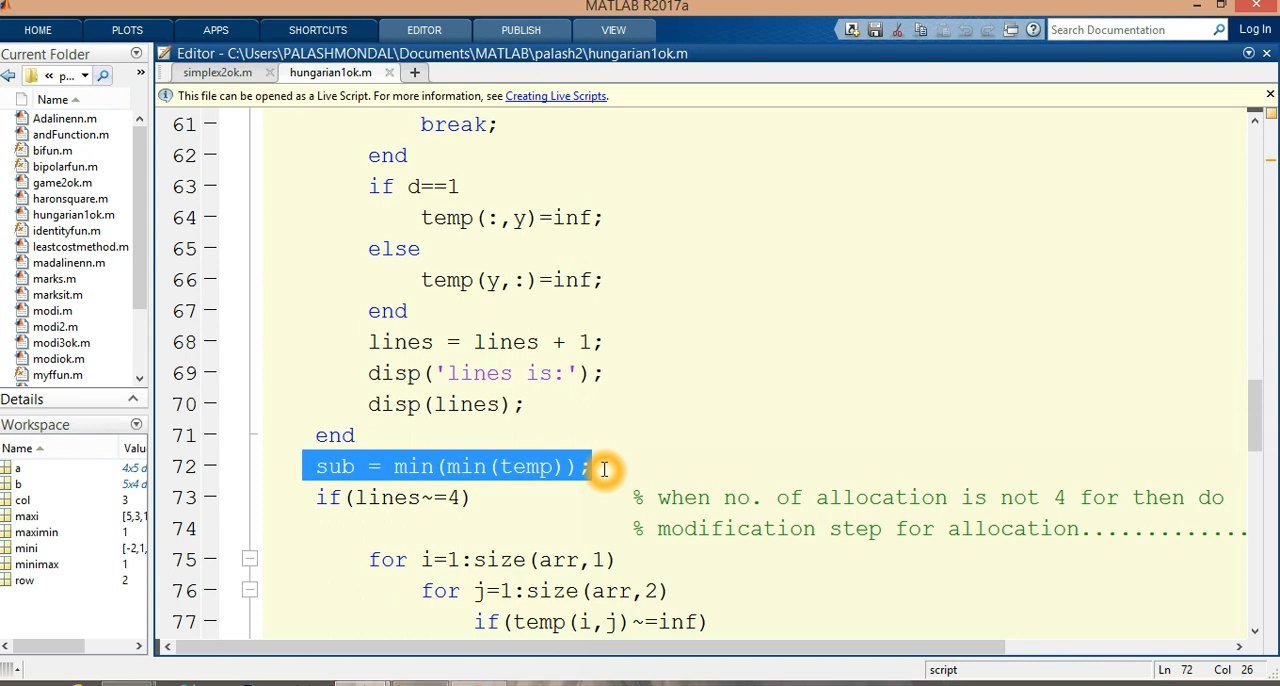 MATLAB R2017a
HOME PLOTS APPS SHORTCUTS EDITOR PUBLISH VIEW Search Documentation Log In
Current Folder
« p...
»
Name
Adalinenn.m
andFunction.m
bifun.m
bipolarfun.m
game2ok.m
haronsquare.m
hungarian1ok.m
identityfun.m
leastcostmethod.m
madalinenn.m
marks.m
marksit.m
modi.m
modi2.m
modi3ok.m
modiok.m
myffun.m
Details
Workspace
Name Valu
a 4x5 d
b 5x4 d
col 3
maxi [5,3,1
maximin 1
mini [-2,1,
minimax 1
row 2
Editor - C:\Users\PALASHMONDAL\Documents\MATLAB\palash2\hungarian1ok.m
simplex2ok.m hungarian1ok.m
This file can be opened as a Live Script. For more information, see Creating Live Scripts.
61 – break;
62 – end
63 – if d==1
64 – temp(:,y)=inf;
65 – else
66 – temp(y,:)=inf;
67 – end
68 – lines = lines + 1;
69 – disp('lines is:');
70 – disp(lines);
71 – end
72 – sub = min(min(temp));
73 – if(lines~=4) % when no. of allocation is not 4 for then do
74 % modification step for allocation.............
75 – for i=1:size(arr,1)
76 – for j=1:size(arr,2)
77 – if(temp(i,j)~=inf)
script Ln 72 Col 26